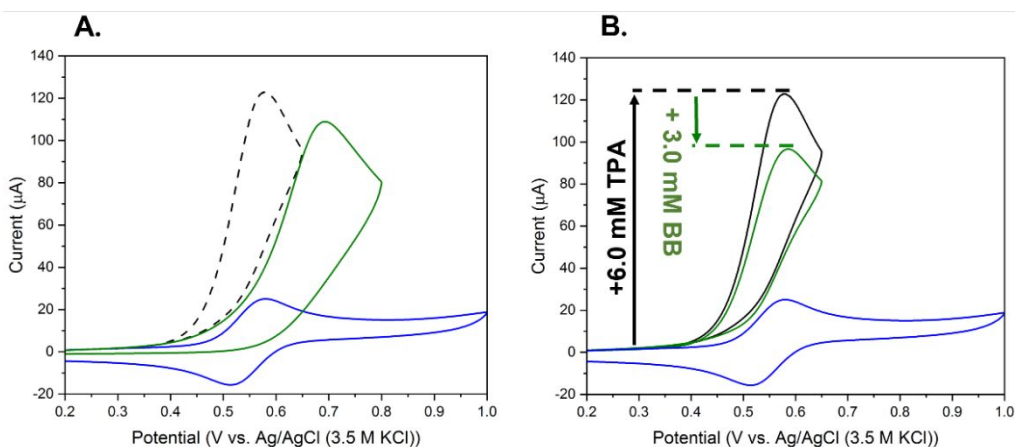 A.
140
120
100
80
60
40
20
0
-20
Current (μA)
0.2 0.3 0.4 0.5 0.6 0.7 0.8 0.9 1.0
Potential (V vs. Ag/AgCl (3.5 M KCl))
B.
140
120
100
80
60
40
20
0
-20
Current (μA)
+6.0 mM TPA
+ 3.0 mM BB
0.2 0.3 0.4 0.5 0.6 0.7 0.8 0.9 1.0
Potential (V vs. Ag/AgCl (3.5 M KCl))